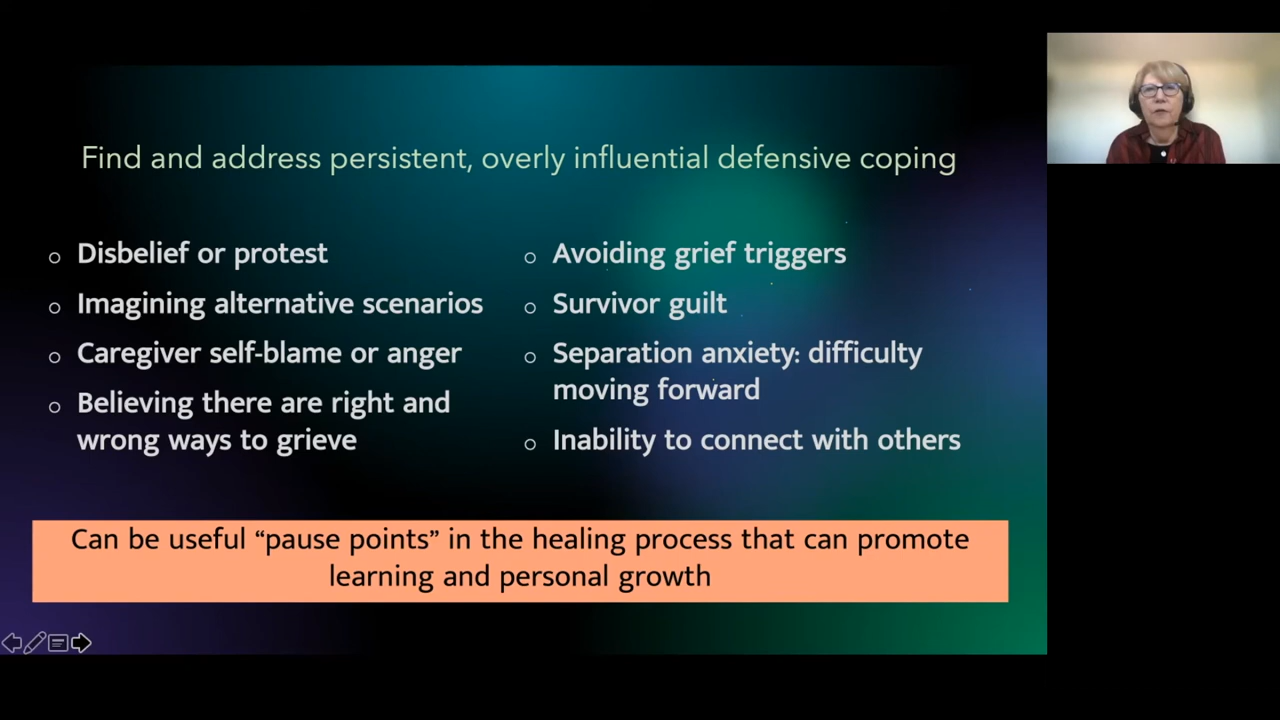 Find and address persistent, overly influential defensive coping
Disbelief or protest
Imagining alternative scenarios
Caregiver self-blame or anger
Believing there are right and
wrong ways to grieve
Avoiding grief triggers
Survivor guilt
Separation anxiety: difficulty
moving forward
Inability to connect with others
Can be useful “pause points” in the healing process that can promote
learning and personal growth